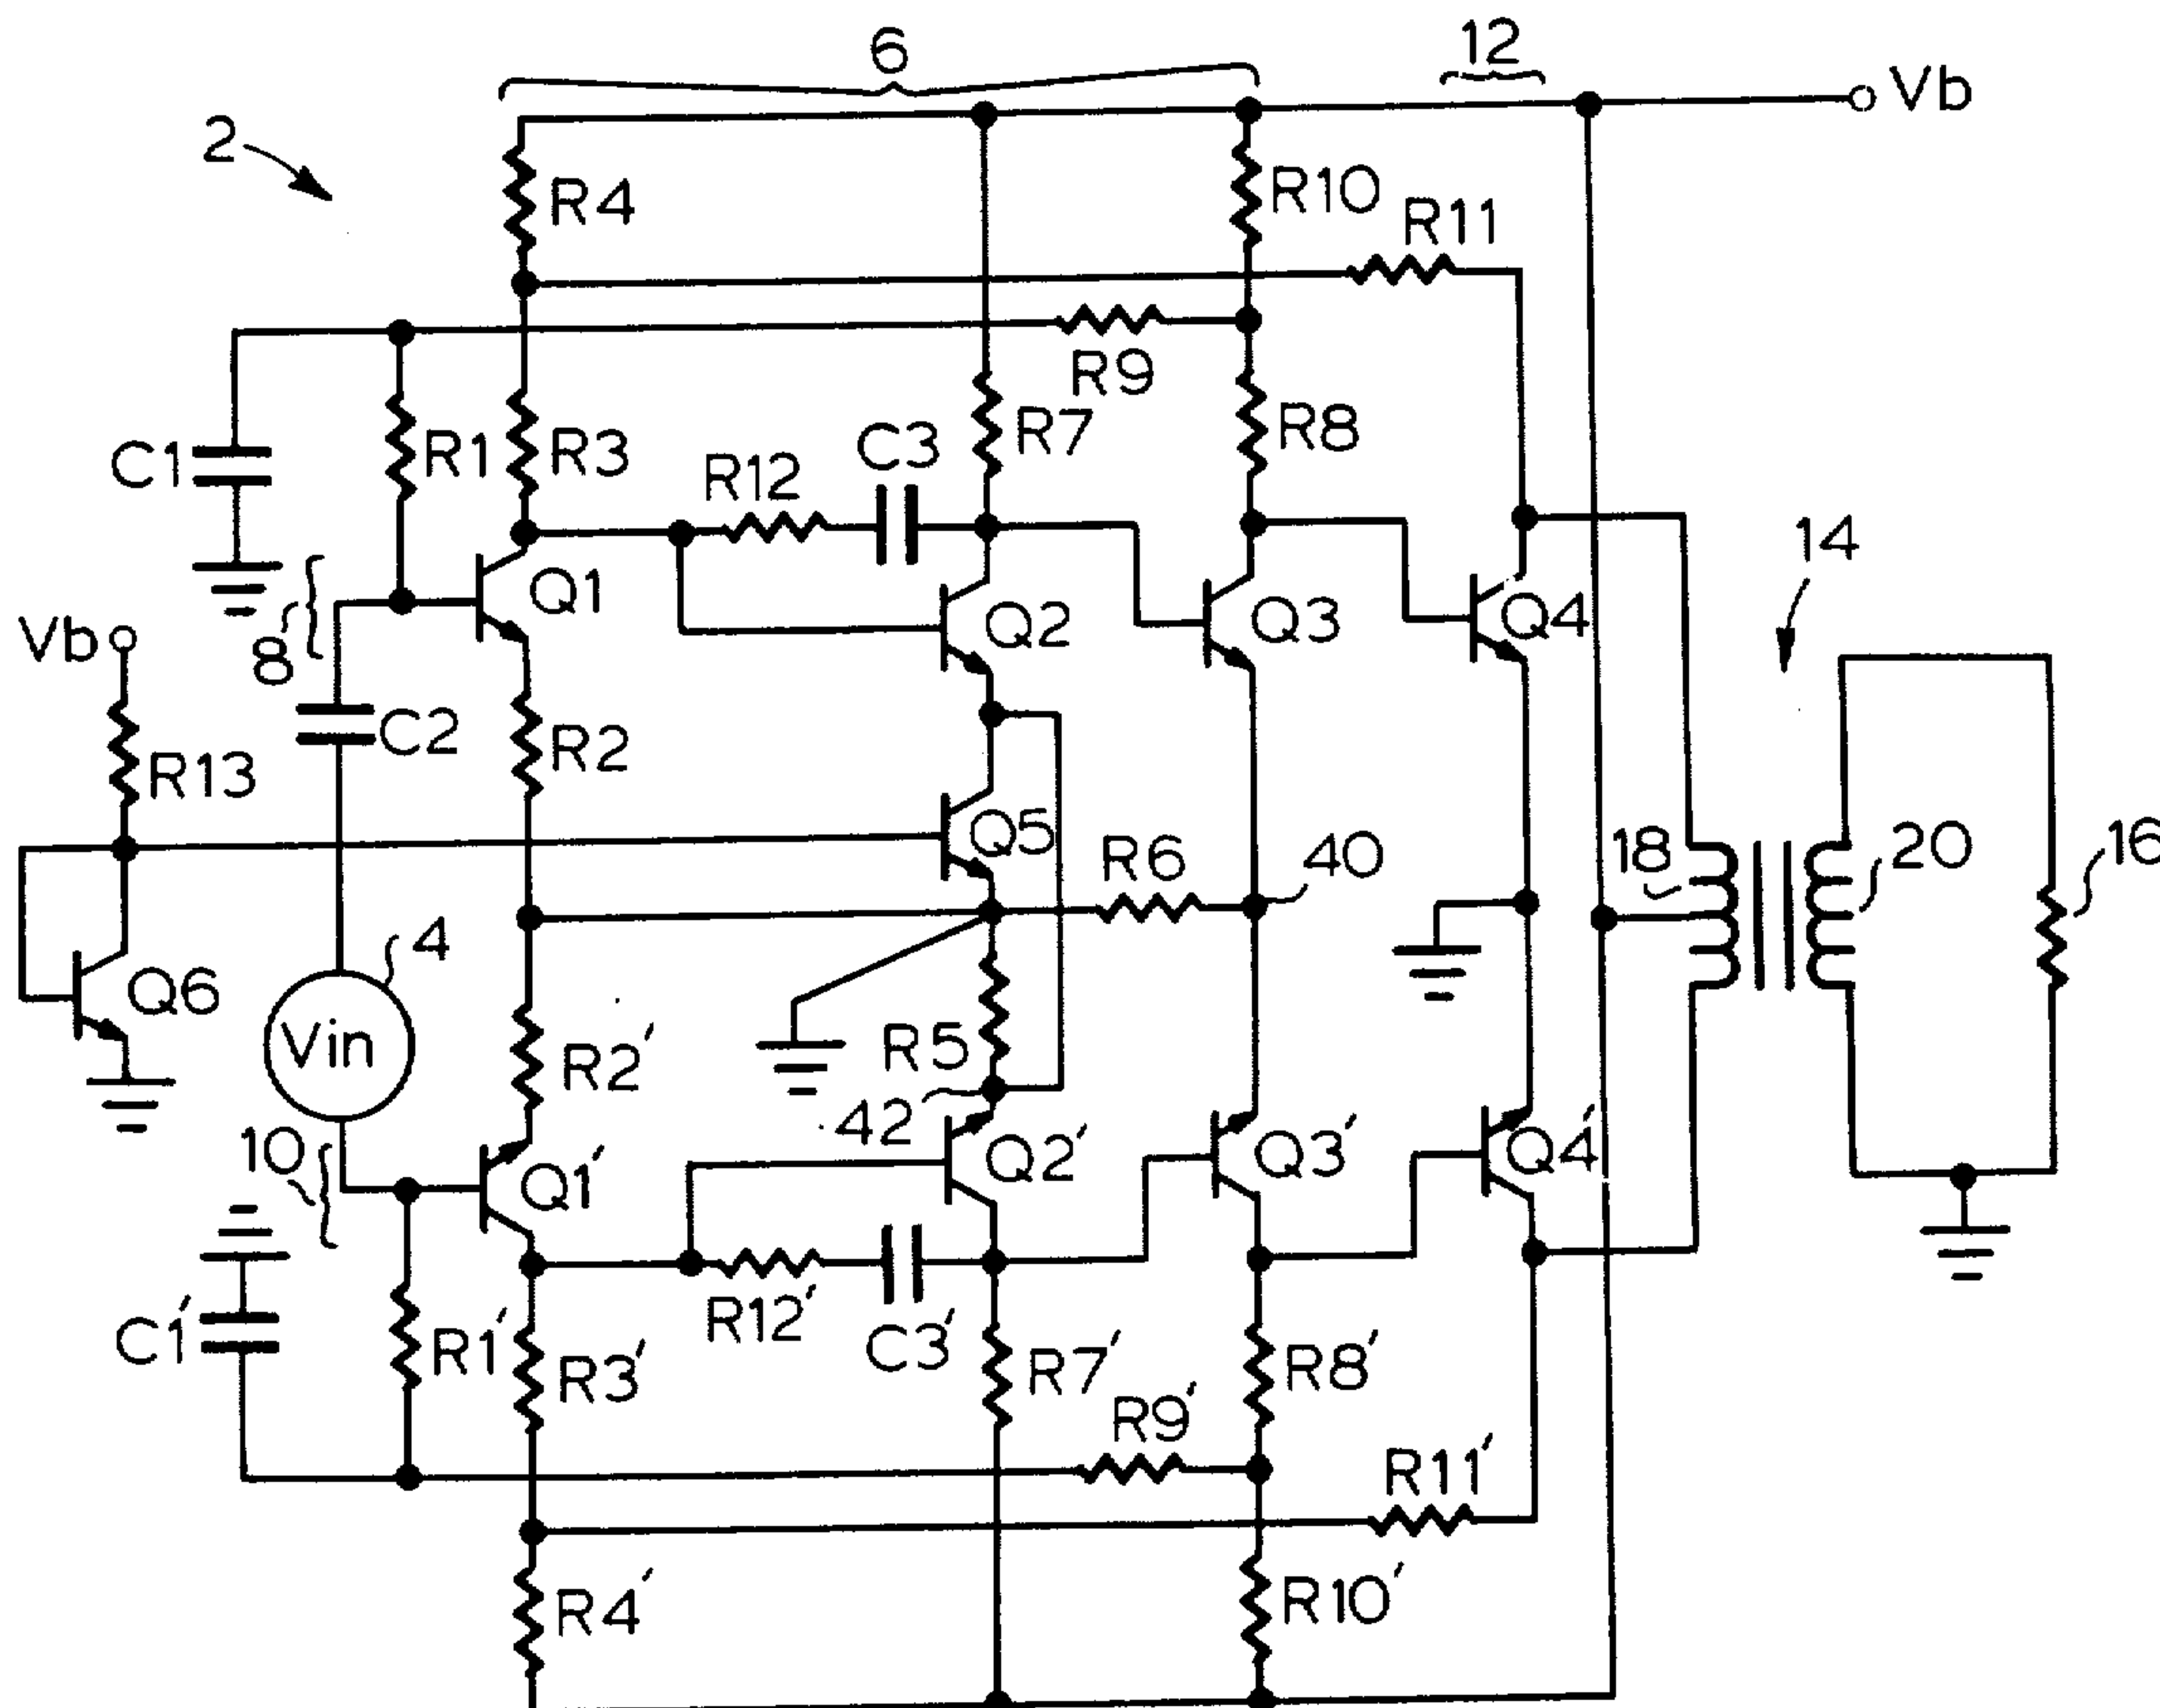 6
12
Vb
2
R4
R10
R11
R9
C1
R1
R3
R12
C3
R7
R8
14
8
Q1
Q2
Q3
Q4
Vb
C2
R2
R13
Q5
R6
40
18
20
16
4
Q6
Vin
R2'
R5
42
10
Q1'
Q2'
Q3'
Q4'
C1'
R1'
R3'
R12'
C3'
R7'
R8'
R9'
R11'
R4'
R10'